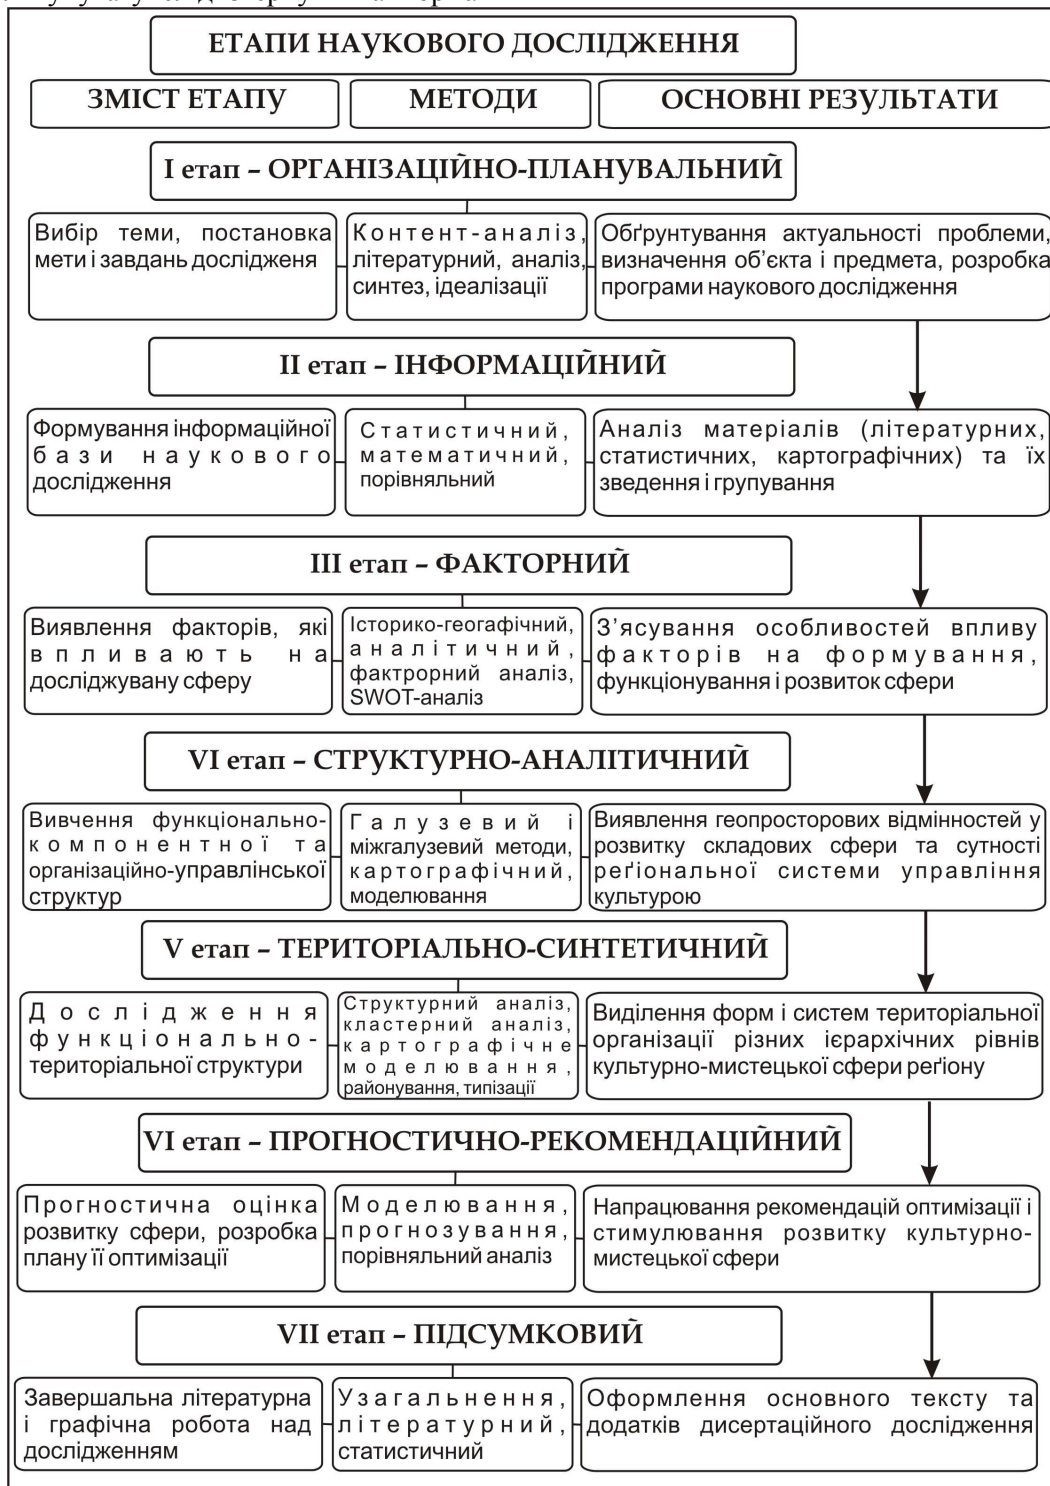 ЕТАПИ НАУКОВОГО ДОСЛІДЖЕННЯ
ЗМІСТ ЕТАПУ
МЕТОДИ
ОСНОВНІ РЕЗУЛЬТАТИ
І етап – ОРГАНІЗАЦІЙНО-ПЛАНУВАЛЬНИЙ
Вибір теми, постановка
мети і завдань дослідженя
Контент-аналіз,
літературний, аналіз,
синтез, ідеалізації
Обґрунтування актуальності проблеми,
визначення об’єкта і предмета, розробка
програми наукового дослідження
ІІ етап – ІНФОРМАЦІЙНИЙ
Формування інформаційної
бази наукового
дослідження
Статистичний,
математичний,
порівняльний
Аналіз матеріалів (літературних,
статистичних, картографічних) та їх
зведення і групування
ІІІ етап – ФАКТОРНИЙ
Виявлення факторів, які
впливають на
досліджувану сферу
Історико-геогафічний,
аналітичний,
фактрорний аналіз,
SWOT-аналіз
З’ясування особливостей впливу
факторів на формування,
функціонування і розвиток сфери
VI етап – СТРУКТУРНО-АНАЛІТИЧНИЙ
Вивчення функціонально-
компонентної та
організаційно-управлінської
структур
Галузевий і
міжгалузевий методи,
картографічний,
моделювання
Виявлення геопросторових відмінностей у
розвитку складових сфери та сутності
реґіональної системи управління
культурою
V етап – ТЕРИТОРІАЛЬНО-СИНТЕТИЧНИЙ
Дослідження
функціонально-
територіальної структури
Структурний аналіз,
кластерний аналіз,
картографічне
моделювання,
районування, типізації
Виділення форм і систем територіальної
організації різних ієрархічних рівнів
культурно-мистецької сфери реґіону
VI етап – ПРОГНОСТИЧНО-РЕКОМЕНДАЦІЙНИЙ
Прогностична оцінка
розвитку сфери, розробка
плану її оптимізації
Моделювання,
прогнозування,
порівняльний аналіз
Напрацювання рекомендацій оптимізації і
стимулювання розвитку культурно-
мистецької сфери
VII етап – ПІДСУМКОВИЙ
Завершальна літературна
і графічна робота над
дослідженням
Узагальнення,
літературний,
статистичний
Оформлення основного тексту та
додатків дисертаційного дослідження